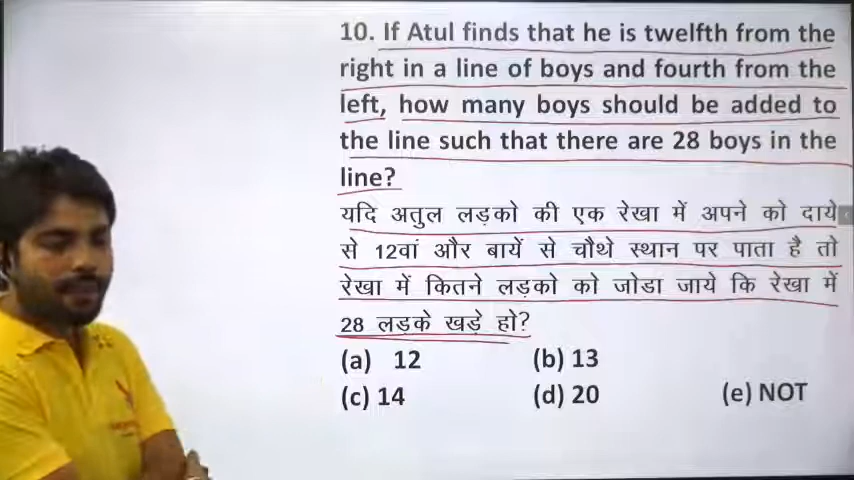 10. If Atul finds that he is twelfth from the
right in a line of boys and fourth from the
left, how many boys should be added to
the line such that there are 28 boys in the
line?
यदि अतुल लड़को की एक रेखा में अपने को दाये
से 12वां और बायें से चौथे स्थान पर पाता है तो
रेखा में कितने लड़को को जोडा जाये कि रेखा में
28 लड़के खड़े हो?
(a) 12 (b) 13
(c) 14 (d) 20 (e) NOT